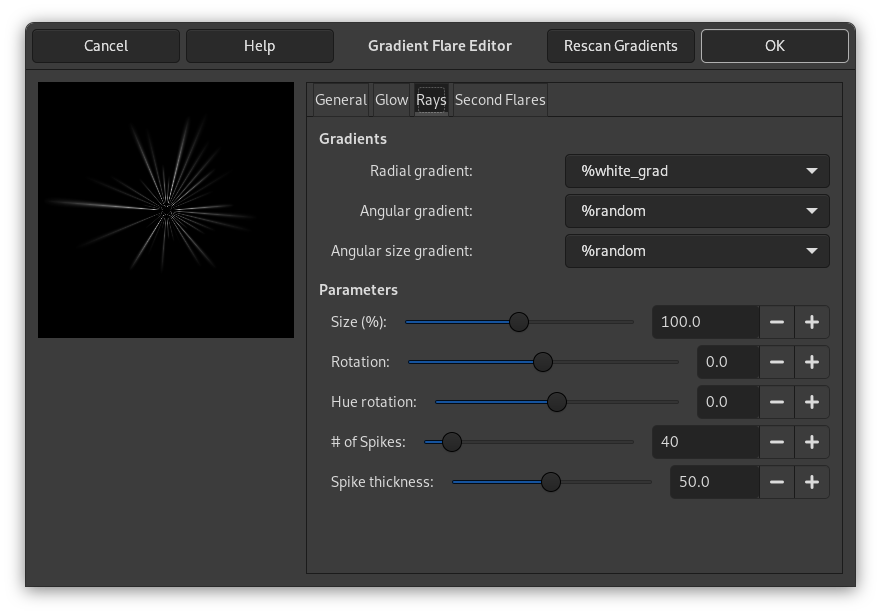 Cancel Help Gradient Flare Editor Rescan Gradients OK
General Glow Rays Second Flares
Gradients
Radial gradient: %white_grad
Angular gradient: %random
Angular size gradient: %random
Parameters
Size (%): 100.0
Rotation: 0.0
Hue rotation: 0.0
# of Spikes: 40
Spike thickness: 50.0